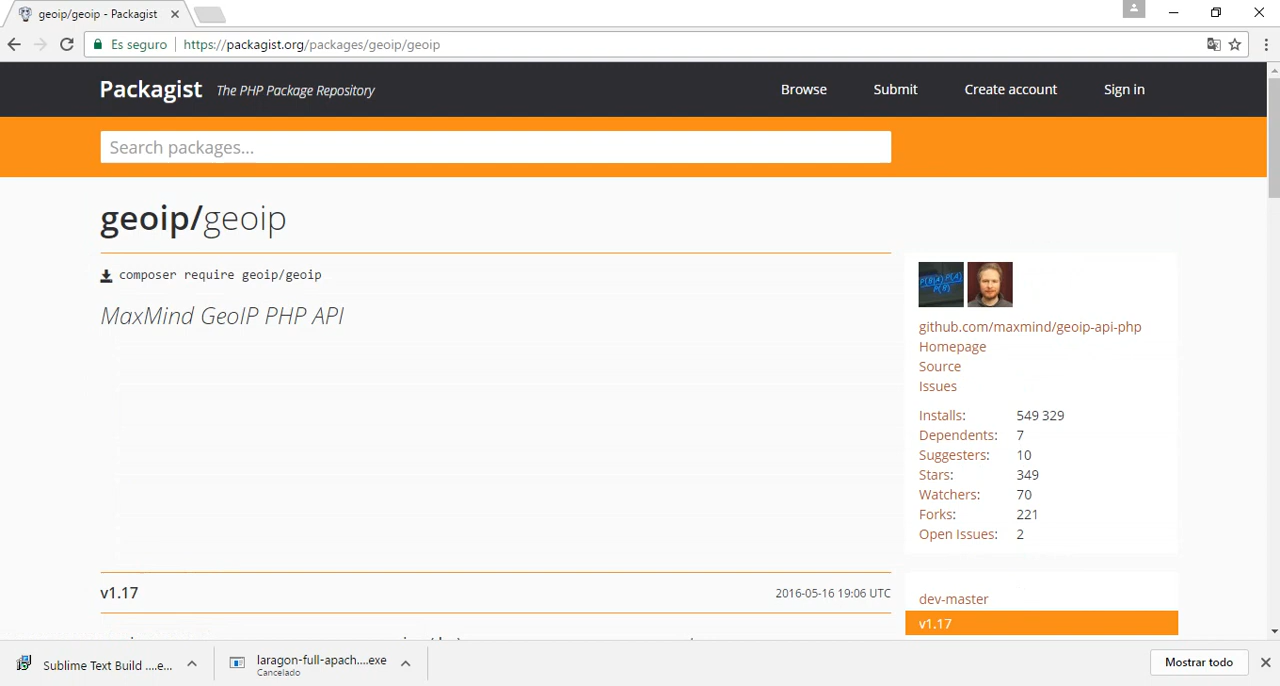 geoip/geoip - Packagist
Es seguro
https://packagist.org/packages/geoip/geoip
Packagist
The PHP Package Repository
Browse
Submit
Create account
Sign in
Search packages...
geoip/geoip
composer require geoip/geoip
MaxMind GeoIP PHP API
github.com/maxmind/geoip-api-php
Homepage
Source
Issues
Installs: 549 329
Dependents: 7
Suggesters: 10
Stars: 349
Watchers: 70
Forks: 221
Open Issues: 2
v1.17
2016-05-16 19:06 UTC
dev-master
v1.17
Sublime Text Build ....e...
laragon-full-apach....exe
Cancelado
Mostrar todo